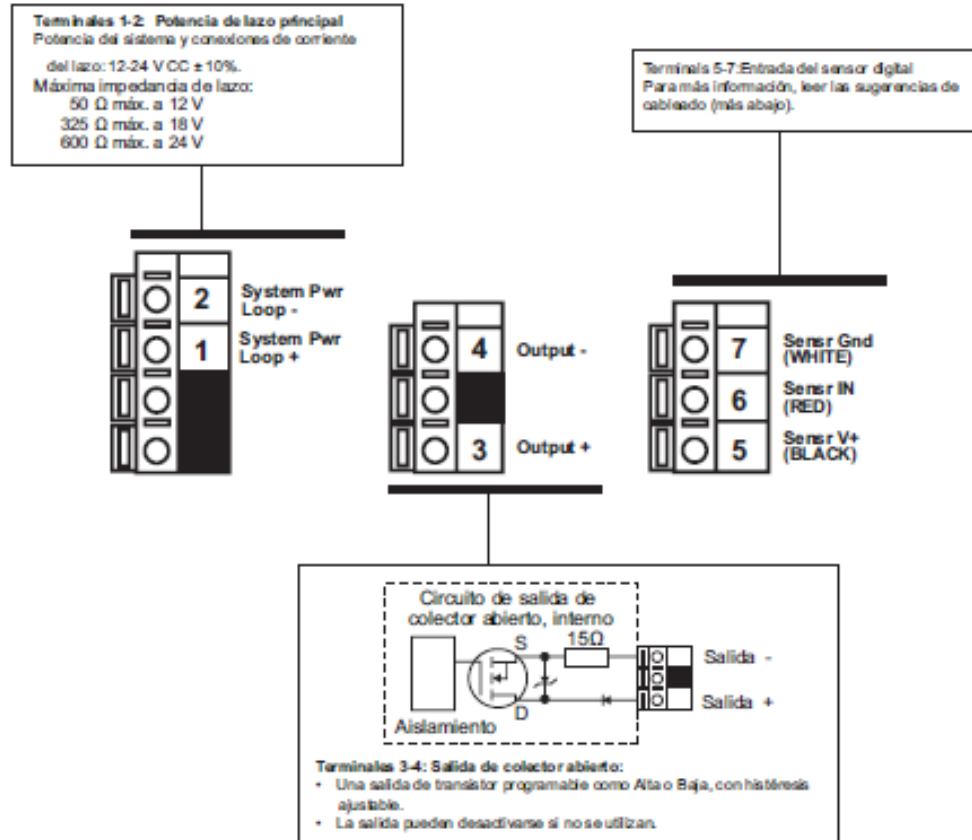 Terminales 1-2: Potencia de lazo principal
Potencia del sistema y conexiones de corriente
del lazo: 12-24 V CC ± 10%.
Máxima impedancia de lazo:
50 Ω máx. a 12 V
325 Ω máx. a 18 V
600 Ω máx. a 24 V
Terminals 5-7:Entrada del sensor digital
Para más información, leer las sugerencias de
cableado (más abajo).
2
System Pwr
Loop -
1
System Pwr
Loop +
4
Output -
3
Output +
7
Sensr Gnd
(WHITE)
6
Sensr IN
(RED)
5
Sensr V+
(BLACK)
Circuito de salida de
colector abierto, interno
S
15Ω
D
Aislamiento
Salida -
Salida +
Terminales 3-4: Salida de colector abierto:
• Una salida de transistor programable como Alta o Baja, con histéresis
ajustable.
• La salida pueden desactivarse si no se utilizan.